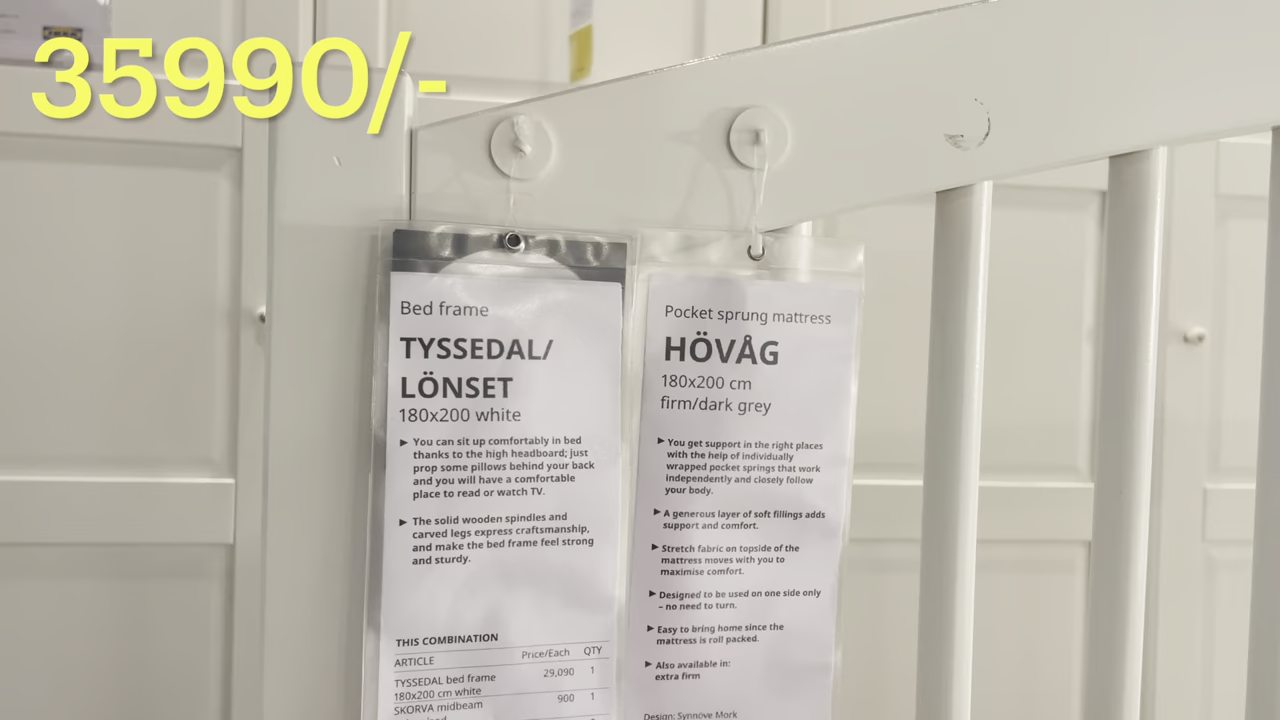 35990/-
IKEA
Bed frame
TYSSEDAL/
LÖNSET
180x200 white
▶ You can sit up comfortably in bed
thanks to the high headboard; just
prop some pillows behind your back
and you will have a comfortable
place to read or watch TV.
▶ The solid wooden spindles and
carved legs express craftsmanship,
and make the bed frame feel strong
and sturdy.
THIS COMBINATION
ARTICLE Price/Each QTY
TYSSEDAL bed frame 29,090 1
180x200 cm white
SKORVA midbeam 900 1
Pocket sprung mattress
HÖVÅG
180x200 cm
firm/dark grey
▶ You get support in the right places
with the help of individually
wrapped pocket springs that work
independently and closely follow
your body.
▶ A generous layer of soft fillings adds
support and comfort.
▶ Stretch fabric on topside of the
mattress moves with you to
maximise comfort.
▶ Designed to be used on one side only
– no need to turn.
▶ Easy to bring home since the
mattress is roll packed.
▶ Also available in:
extra firm
Design: Synnöve Mork